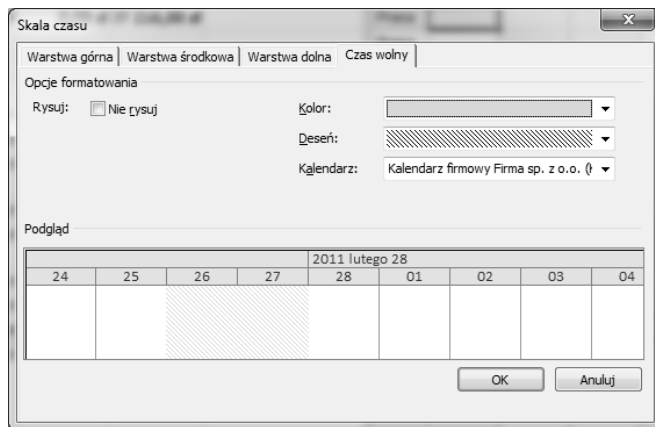 Skala czasu
Warstwa górna Warstwa środkowa Warstwa dolna Czas wolny
Opcje formatowania
Rysuj: Nie rysuj Kolor:
Deseń:
Kalendarz: Kalendarz firmowy Firma sp. z o.o. (
Podgląd
2011 lutego 28
24 25 26 27 28 01 02 03 04
OK Anuluj